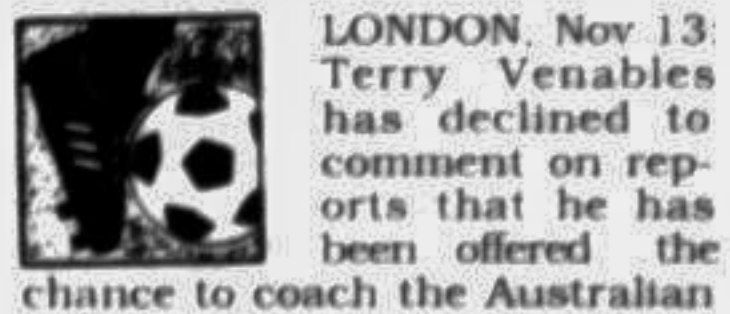 LONDON, Nov 13:
Terry Venables
has declined to
comment on rep-
orts that he has
been offered the
chance to coach the Australian